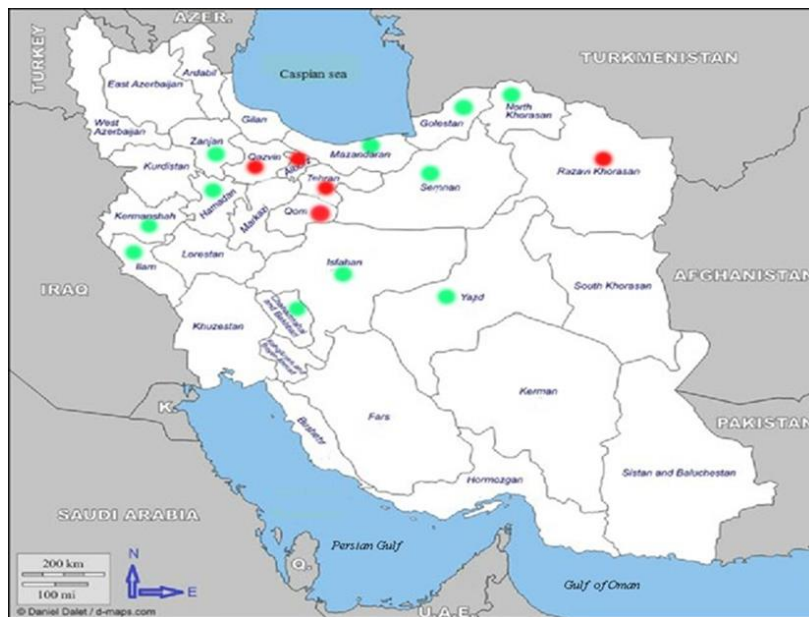 AZER.
TURKEY
TURKMENISTAN
Caspian sea
Ardabil
East Azerbaijan
West
Azerbaijan
Gilan
Golestan
North
Khorasan
Zanjan
Qazvin
Mazandaran
Kurdistan
Tehran
Semnan
Razavi Khorasan
Hamadan
Markazi
Qom
Kermanshah
Ilam
Lorestan
Isfahan
Yazd
South Khorasan
AFGHANISTAN
IRAQ
Khuzestan
Kerman
K.
Fars
Bushehr
PAKISTAN
Sistan and Baluchestan
Hormozgan
SAUDI ARABIA
Persian Gulf
Q.
Gulf of Oman
U.A.E.
200 km
100 mi
N
E
© Daniel Dalet / d-maps.com